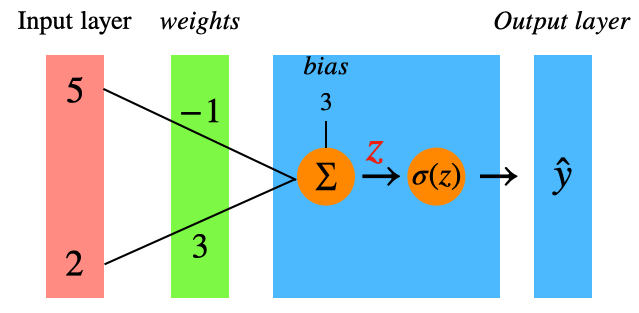 Input layer
weights
Output layer
bias
5
−1
3
z
Σ
σ(z)
ŷ
3
2